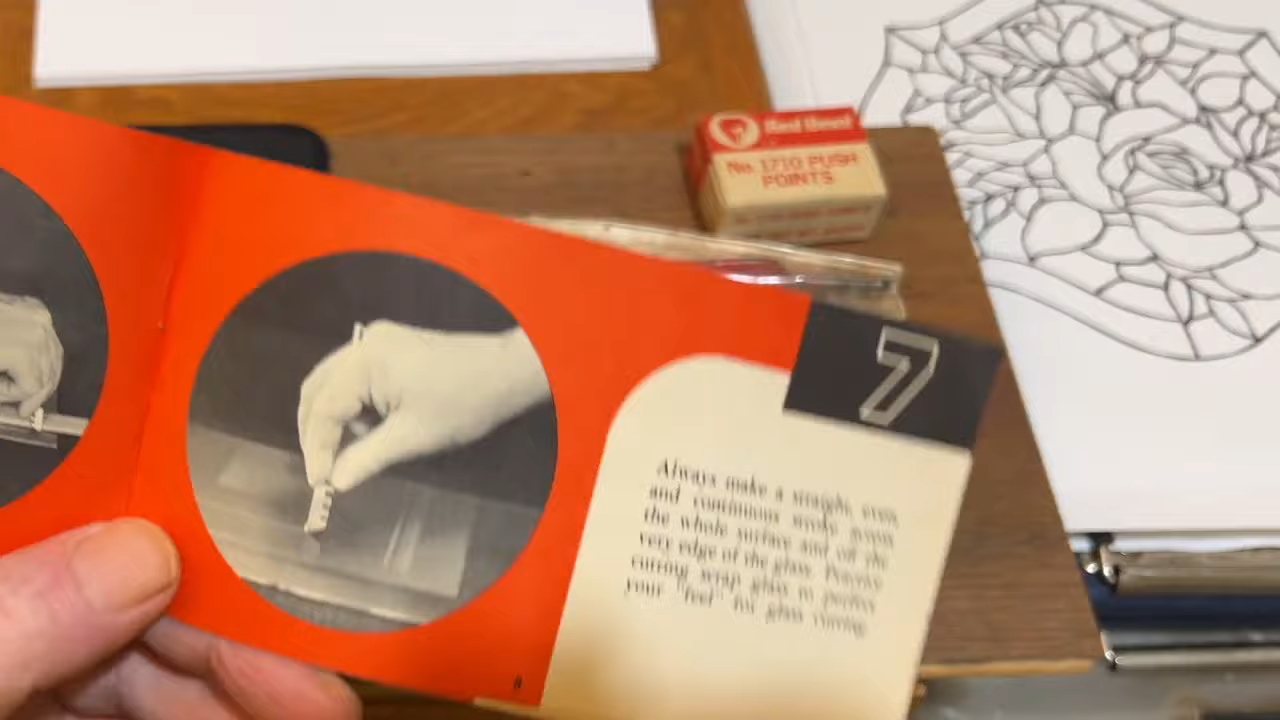 Red Devil
No. 1710 PUSH
POINTS
7
Always make a straight, even
and continuous stroke across
the whole surface and off the
very edge of the glass. Practice
cutting scrap glass to perfect
your "feel" for glass cutting.
8